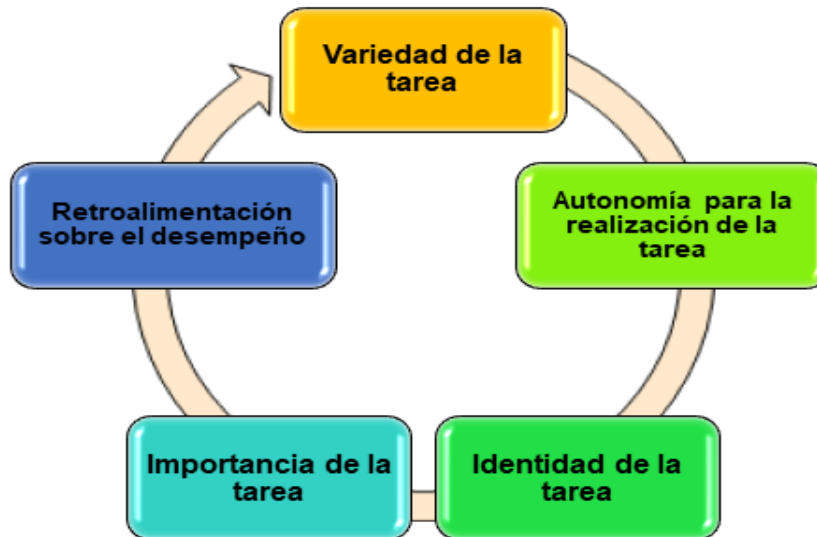 Variedad de la
tarea
Autonomía para la
realización de la
tarea
Identidad de la
tarea
Importancia de la
tarea
Retroalimentación
sobre el desempeño